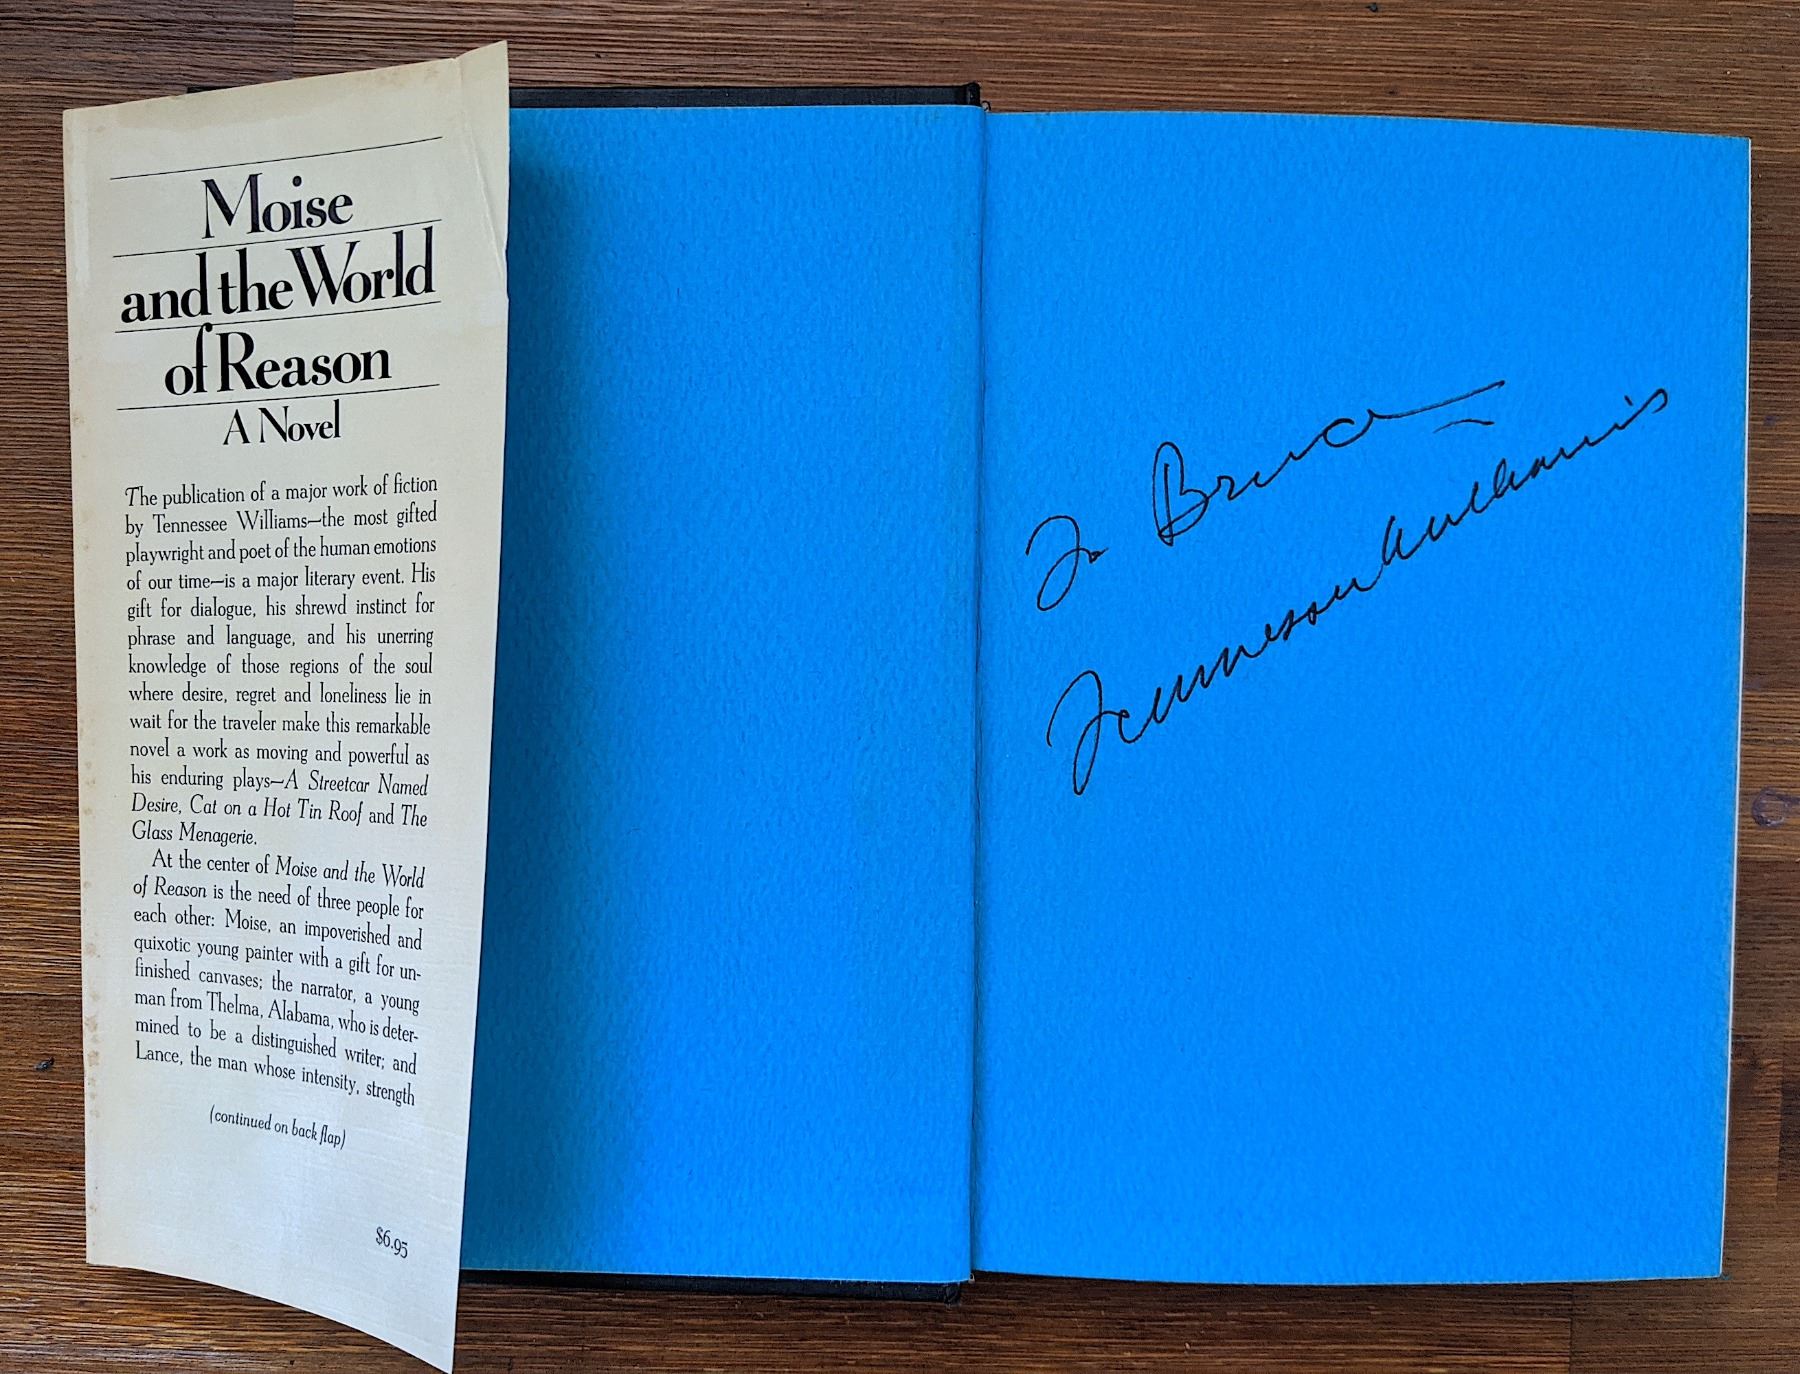 Moise
and the World
of Reason
A Novel
The publication of a major work of fiction
by Tennessee Williams—the most gifted
playwright and poet of the human emotions
of our time—is a major literary event. His
gift for dialogue, his shrewd instinct for
phrase and language, and his unerring
knowledge of those regions of the soul
where desire, regret and loneliness lie in
wait for the traveler make this remarkable
novel a work as moving and powerful as
his enduring plays—A Streetcar Named
Desire, Cat on a Hot Tin Roof and The
Glass Menagerie.
At the center of Moise and the World
of Reason is the need of three people for
each other: Moise, an impoverished and
quixotic young painter with a gift for un-
finished canvases; the narrator, a young
man from Thelma, Alabama, who is deter-
mined to be a distinguished writer; and
Lance, the man whose intensity, strength
(continued on back flap)
$6.95
To Bruce
Tennessee Williams